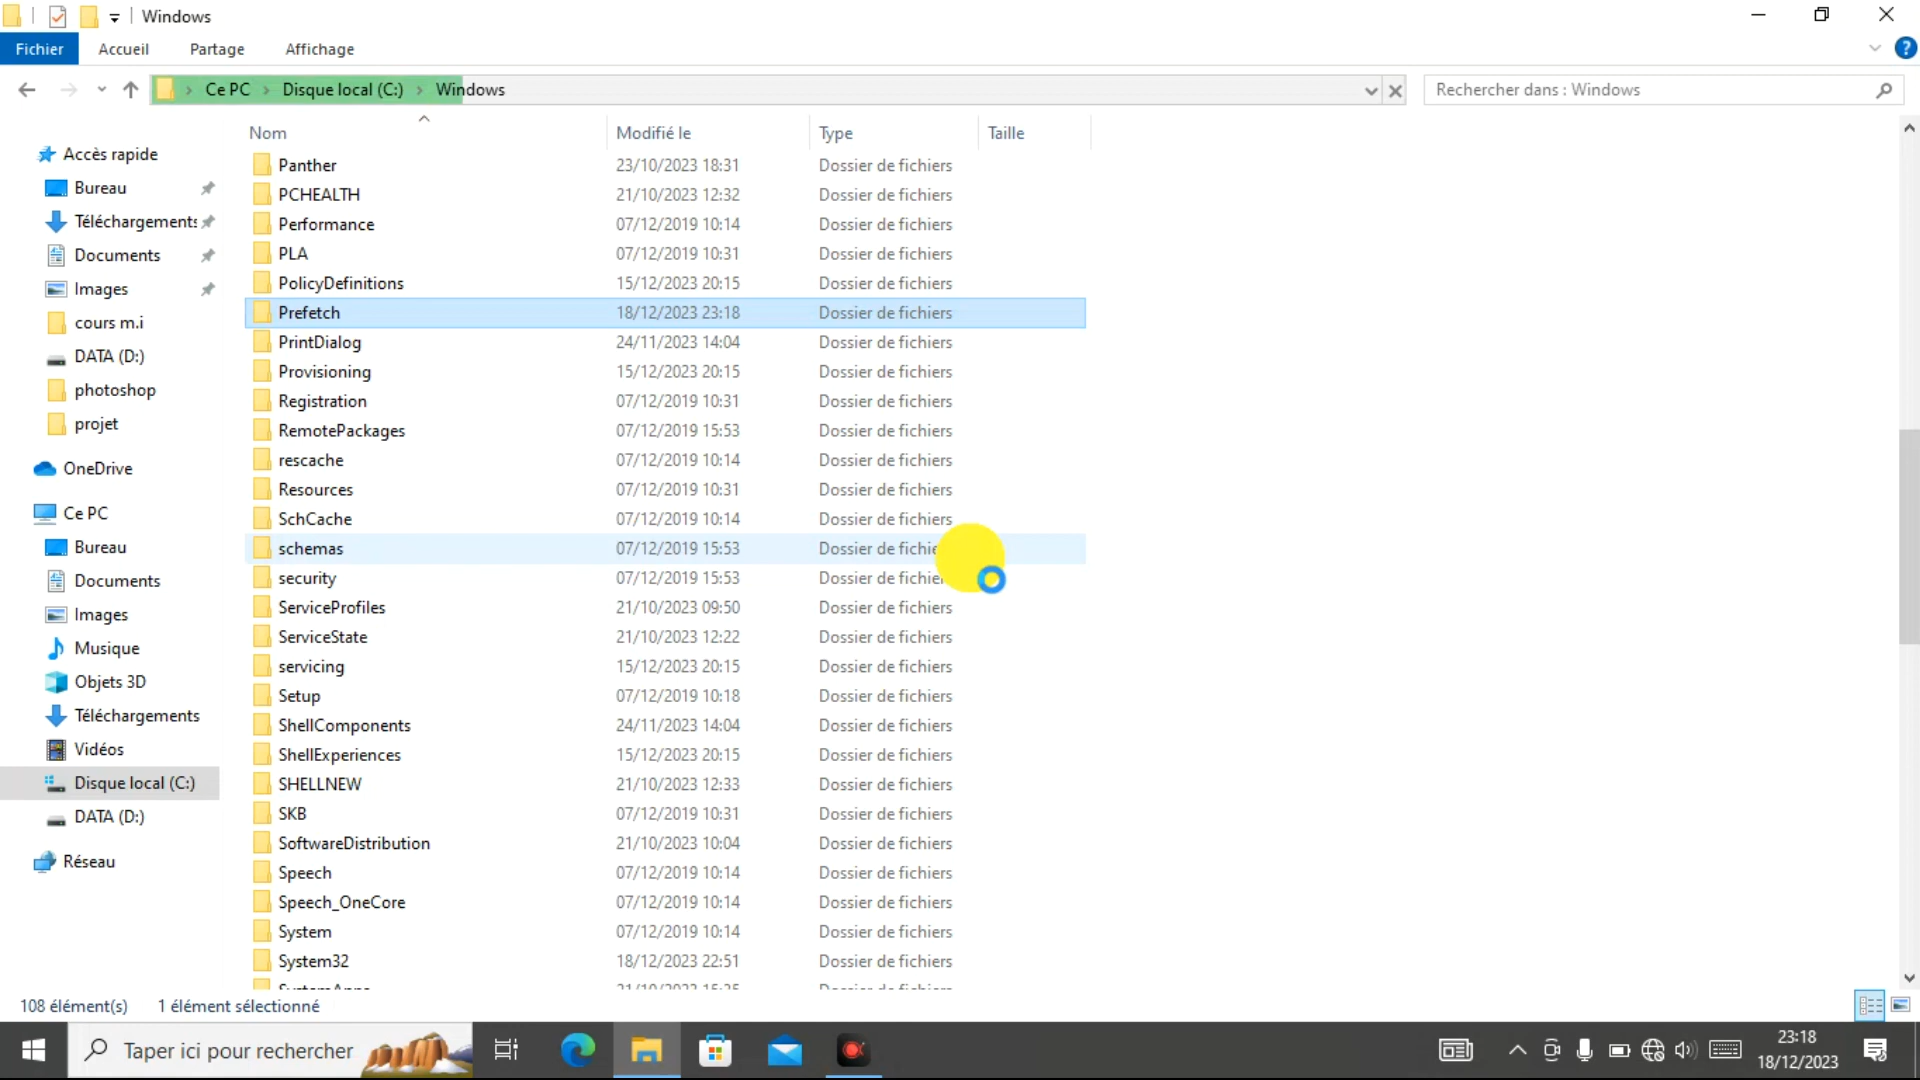 Windows
Fichier Accueil Partage Affichage
Ce PC Disque local (C:) Windows
Rechercher dans : Windows
Nom Modifié le Type Taille
Accès rapide
Bureau
Téléchargements
Documents
Images
cours m.i
DATA (D:)
photoshop
projet
OneDrive
Ce PC
Bureau
Documents
Images
Musique
Objets 3D
Téléchargements
Vidéos
Disque local (C:)
DATA (D:)
Réseau
Panther 23/10/2023 18:31 Dossier de fichiers
PCHEALTH 21/10/2023 12:32 Dossier de fichiers
Performance 07/12/2019 10:14 Dossier de fichiers
PLA 07/12/2019 10:31 Dossier de fichiers
PolicyDefinitions 15/12/2023 20:15 Dossier de fichiers
Prefetch 18/12/2023 23:18 Dossier de fichiers
PrintDialog 24/11/2023 14:04 Dossier de fichiers
Provisioning 15/12/2023 20:15 Dossier de fichiers
Registration 07/12/2019 10:31 Dossier de fichiers
RemotePackages 07/12/2019 15:53 Dossier de fichiers
rescache 07/12/2019 10:14 Dossier de fichiers
Resources 07/12/2019 10:31 Dossier de fichiers
SchCache 07/12/2019 10:14 Dossier de fichiers
schemas 07/12/2019 15:53 Dossier de fichie
security 07/12/2019 15:53 Dossier de fichie
ServiceProfiles 21/10/2023 09:50 Dossier de fichiers
ServiceState 21/10/2023 12:22 Dossier de fichiers
servicing 15/12/2023 20:15 Dossier de fichiers
Setup 07/12/2019 10:18 Dossier de fichiers
ShellComponents 24/11/2023 14:04 Dossier de fichiers
ShellExperiences 15/12/2023 20:15 Dossier de fichiers
SHELLNEW 21/10/2023 12:33 Dossier de fichiers
SKB 07/12/2019 10:31 Dossier de fichiers
SoftwareDistribution 21/10/2023 10:04 Dossier de fichiers
Speech 07/12/2019 10:14 Dossier de fichiers
Speech_OneCore 07/12/2019 10:14 Dossier de fichiers
System 07/12/2019 10:14 Dossier de fichiers
System32 18/12/2023 22:51 Dossier de fichiers
108 élément(s) 1 élément sélectionné
Taper ici pour rechercher
23:18
18/12/2023